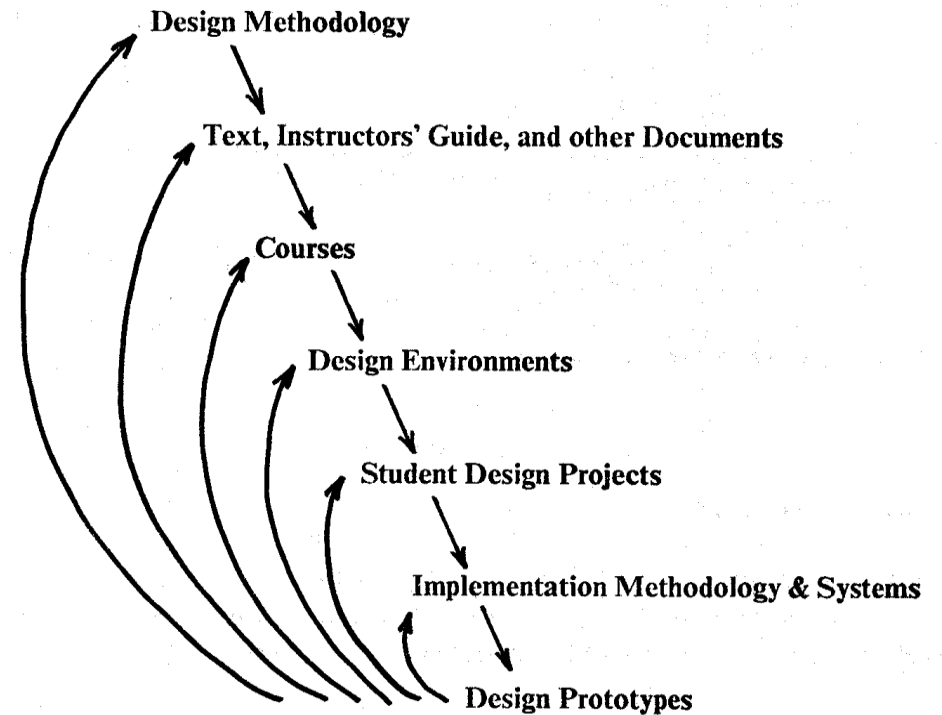 Design Methodology
Text, Instructors' Guide, and other Documents
Courses
Design Environments
Student Design Projects
Implementation Methodology & Systems
Design Prototypes